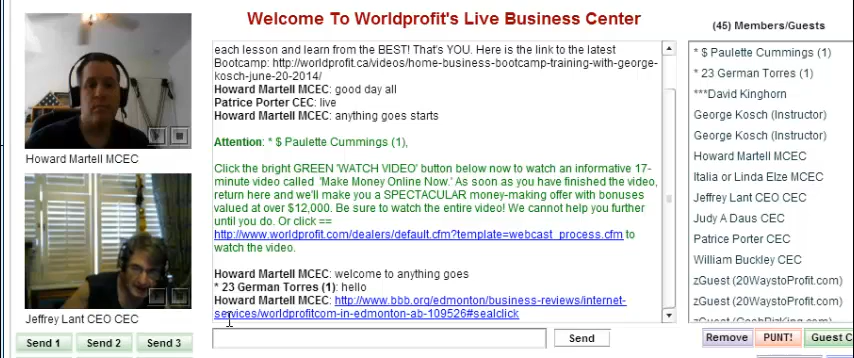 Welcome To Worldprofit's Live Business Center
(45) Members/Guests
Howard Martell MCEC
Jeffrey Lant CEO CEC
Send 1 Send 2 Send 3
each lesson and learn from the BEST! That's YOU. Here is the link to the latest
Bootcamp: http://worldprofit.ca/videos/home-business-bootcamp-training-with-george-
kosch-june-20-2014/
Howard Martell MCEC: good day all
Patrice Porter CEC: live
Howard Martell MCEC: anything goes starts
Attention: * $ Paulette Cummings (1),
Click the bright GREEN 'WATCH VIDEO' button below now to watch an informative 17-
minute video called 'Make Money Online Now.' As soon as you have finished the video,
return here and we'll make you a SPECTACULAR money-making offer with bonuses
valued at over $12,000. Be sure to watch the entire video! We cannot help you further
until you do. Or click ==
http://www.worldprofit.com/dealers/default.cfm?template=webcast_process.cfm to
watch the video.
Howard Martell MCEC: welcome to anything goes
* 23 German Torres (1): hello
Howard Martell MCEC: http://www.bbb.org/edmonton/business-reviews/internet-
services/worldprofitcom-in-edmonton-ab-109526#sealclick
Send
* $ Paulette Cummings (1)
* 23 German Torres (1)
***David Kinghorn
George Kosch (Instructor)
George Kosch (Instructor)
Howard Martell MCEC
Italia or Linda Elze MCEC
Jeffrey Lant CEO CEC
Judy A Daus CEC
Patrice Porter CEC
William Buckley CEC
zGuest (20WaystoProfit.com)
zGuest (20WaystoProfit.com)
Remove PUNT! Guest C